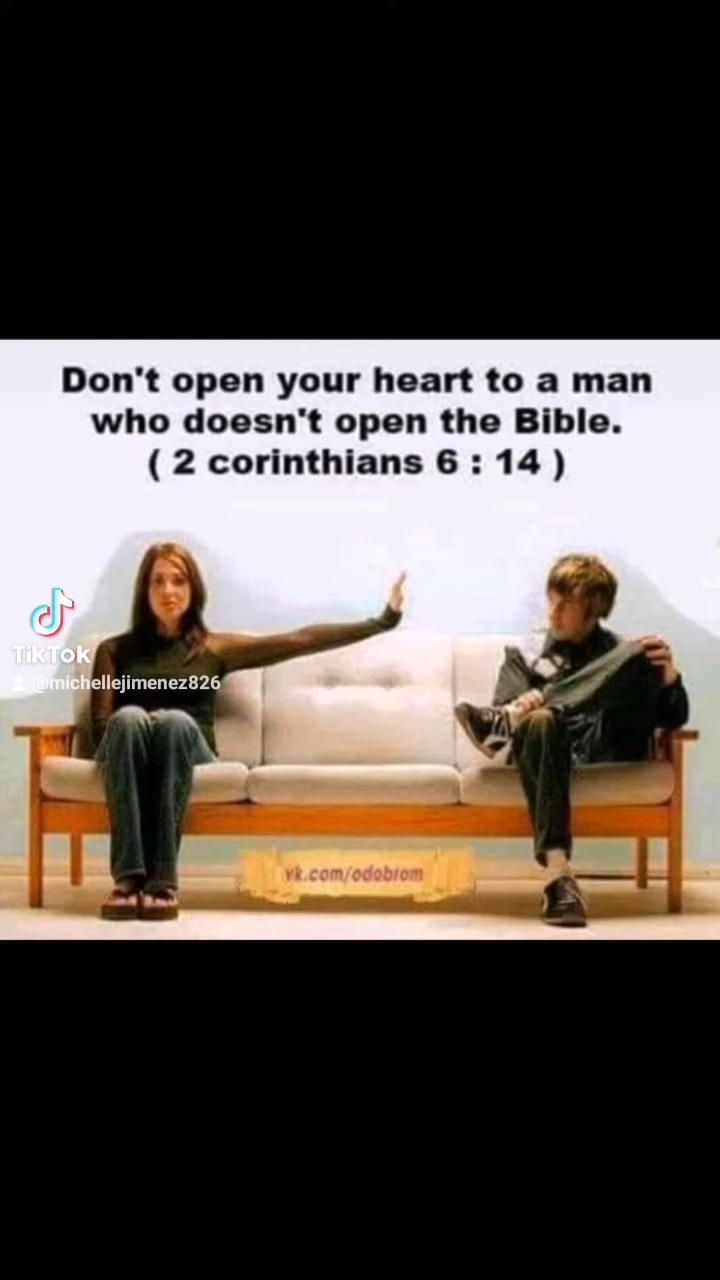 Don't open your heart to a man
who doesn't open the Bible.
( 2 corinthians 6 : 14 )
TikTok
@michellejimenez826
vk.com/odobrom